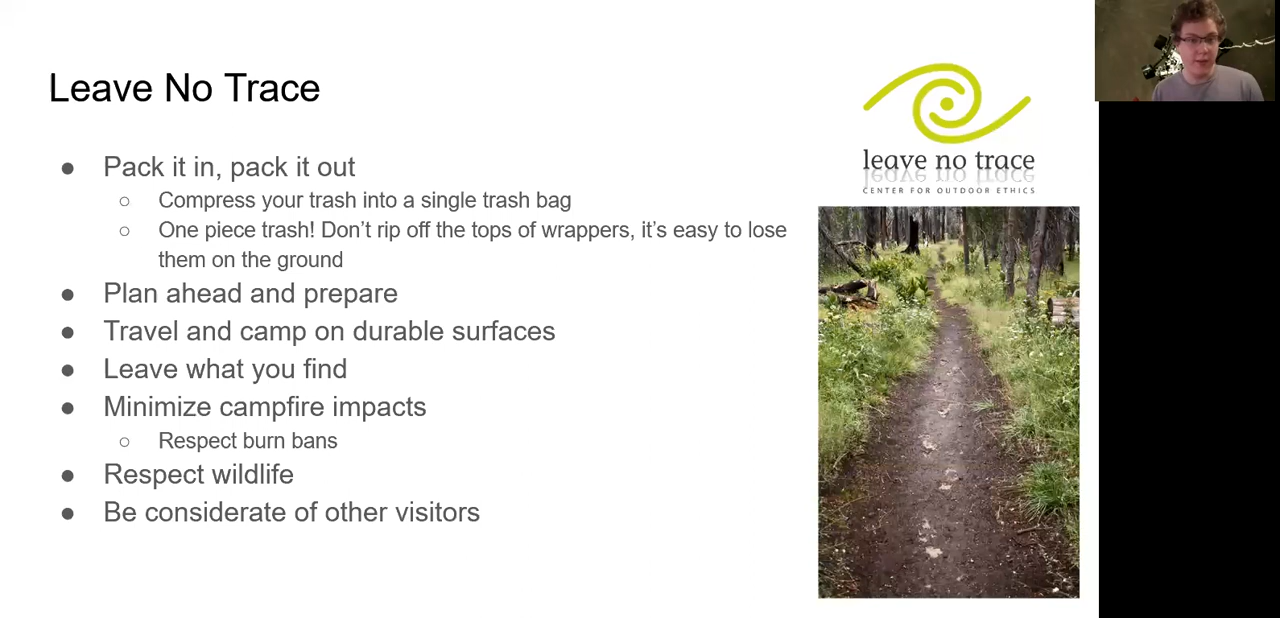 Leave No Trace
● Pack it in, pack it out
○ Compress your trash into a single trash bag
○ One piece trash! Don’t rip off the tops of wrappers, it’s easy to lose
them on the ground
● Plan ahead and prepare
● Travel and camp on durable surfaces
● Leave what you find
● Minimize campfire impacts
○ Respect burn bans
● Respect wildlife
● Be considerate of other visitors
leave no trace
CENTER FOR OUTDOOR ETHICS